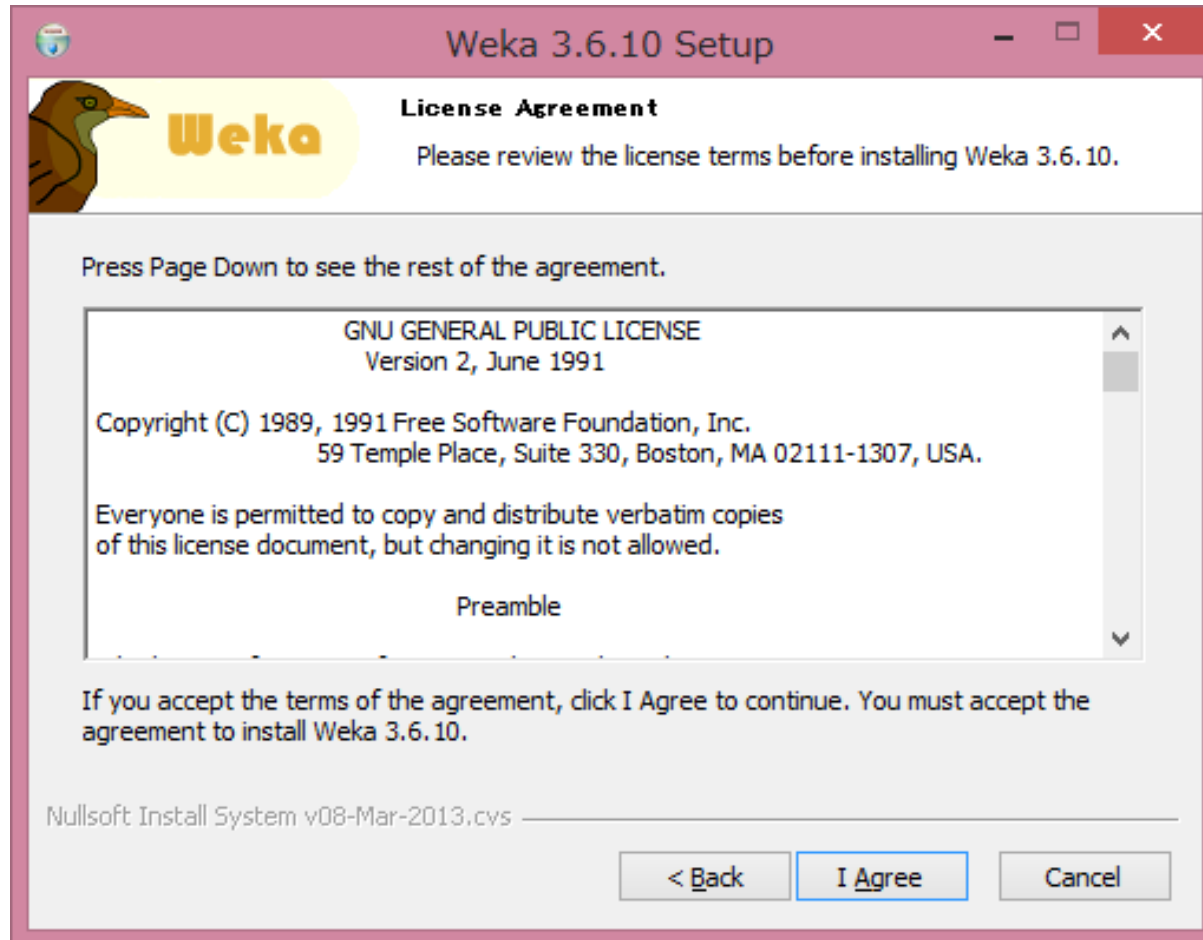 Weka 3.6.10 Setup
Weka
License Agreement
Please review the license terms before installing Weka 3.6.10.
Press Page Down to see the rest of the agreement.
GNU GENERAL PUBLIC LICENSE
Version 2, June 1991
Copyright (C) 1989, 1991 Free Software Foundation, Inc.
59 Temple Place, Suite 330, Boston, MA 02111-1307, USA.
Everyone is permitted to copy and distribute verbatim copies
of this license document, but changing it is not allowed.
Preamble
If you accept the terms of the agreement, click I Agree to continue. You must accept the
agreement to install Weka 3.6.10.
Nullsoft Install System v08-Mar-2013.cvs
< Back
I Agree
Cancel